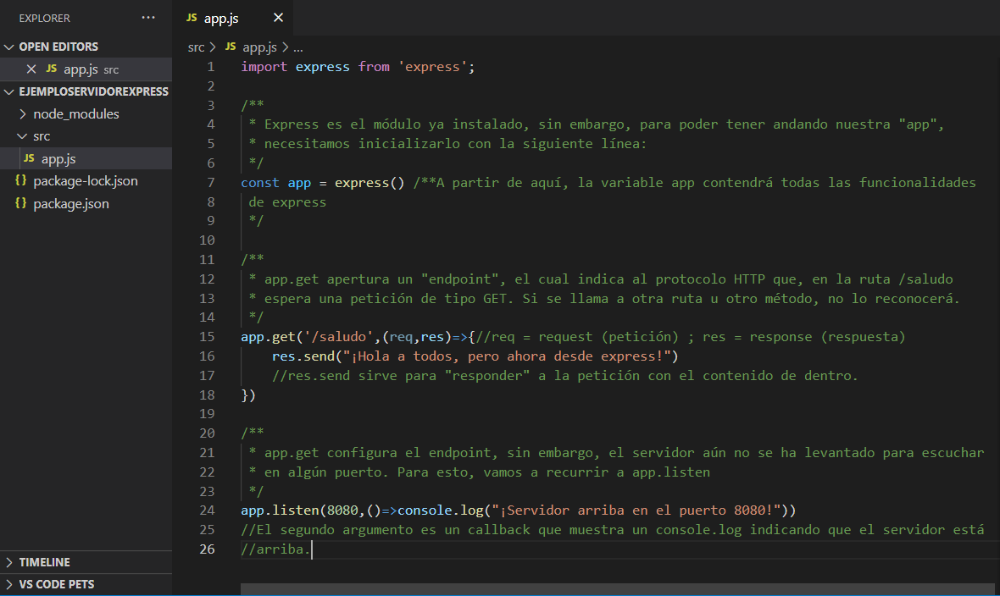 EXPLORER ...
OPEN EDITORS
JS app.js src
EJEMPLOSERVIDOREXPRESS
node_modules
src
JS app.js
{} package-lock.json
{} package.json
TIMELINE
VS CODE PETS
JS app.js
src > JS app.js > ...
1 import express from 'express';
2
3 /**
4 * Express es el módulo ya instalado, sin embargo, para poder tener andando nuestra "app",
5 * necesitamos inicializarlo con la siguiente línea:
6 */
7 const app = express() /**A partir de aquí, la variable app contendrá todas las funcionalidades
8 de express
9 */
10
11 /**
12 * app.get apertura un "endpoint", el cual indica al protocolo HTTP que, en la ruta /saludo
13 * espera una petición de tipo GET. Si se llama a otra ruta u otro método, no lo reconocerá.
14 */
15 app.get('/saludo',(req,res)=>{//req = request (petición) ; res = response (respuesta)
16 res.send("¡Hola a todos, pero ahora desde express!")
17 //res.send sirve para "responder" a la petición con el contenido de dentro.
18 })
19
20 /**
21 * app.get configura el endpoint, sin embargo, el servidor aún no se ha levantado para escuchar
22 * en algún puerto. Para esto, vamos a recurrir a app.listen
23 */
24 app.listen(8080,()=>console.log("¡Servidor arriba en el puerto 8080!"))
25 //El segundo argumento es un callback que muestra un console.log indicando que el servidor está
26 //arriba.